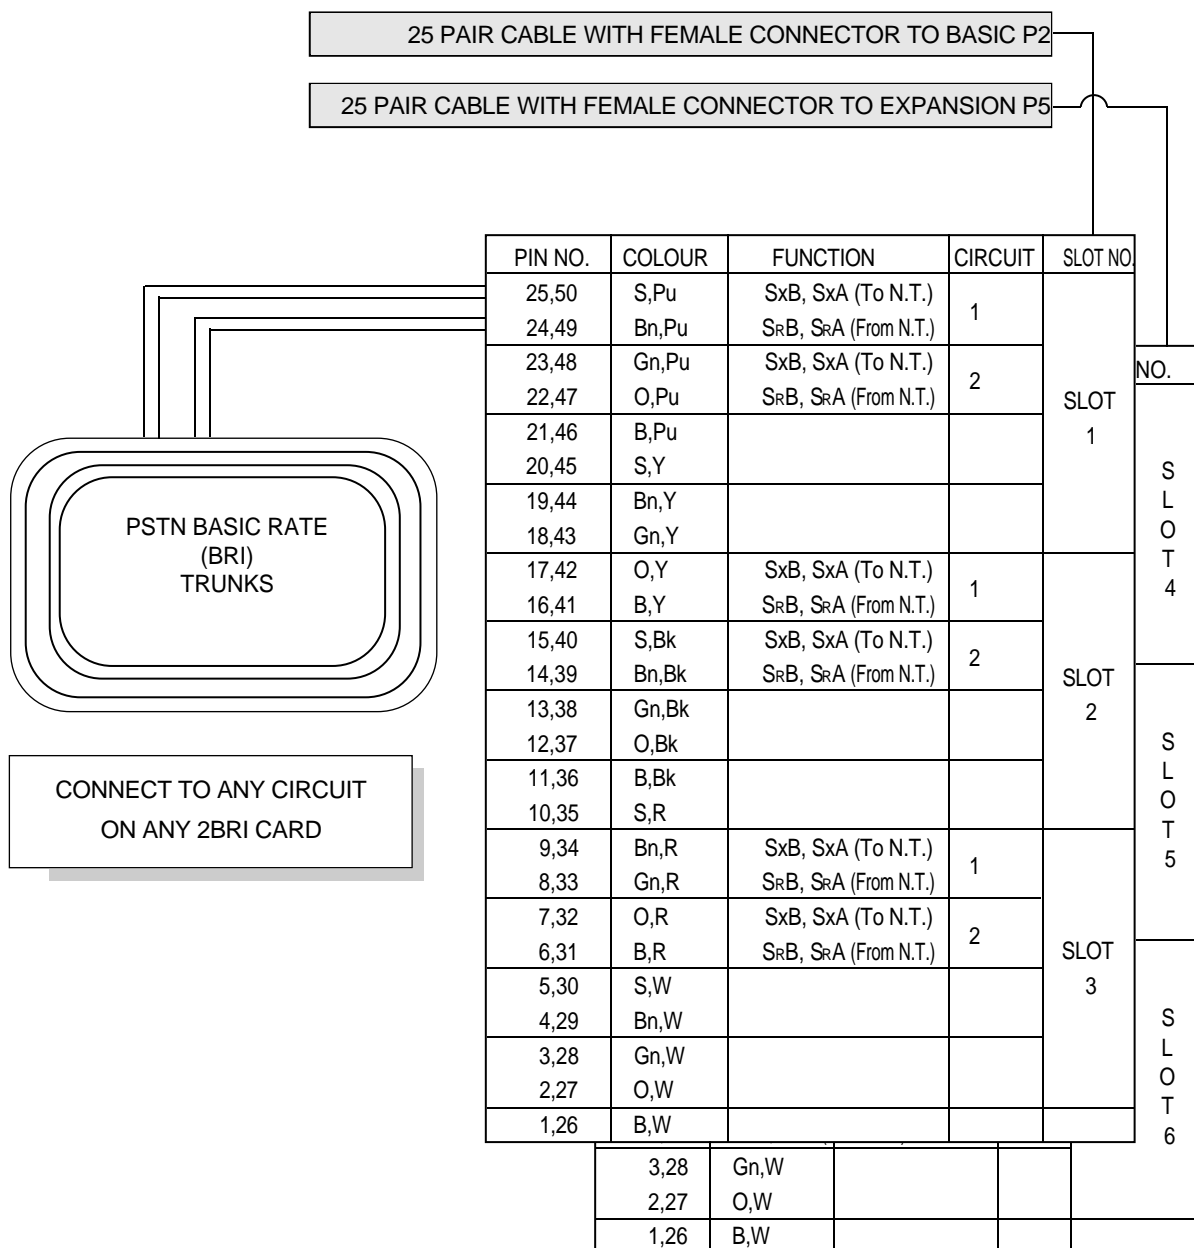 25 PAIR CABLE WITH FEMALE CONNECTOR TO BASIC P2
25 PAIR CABLE WITH FEMALE CONNECTOR TO EXPANSION P5
PIN NO. COLOUR FUNCTION CIRCUIT SLOT NO.
25,50 S,Pu SxB, SxA (To N.T.) 1
24,49 Bn,Pu SRB, SRA (From N.T.)
23,48 Gn,Pu SxB, SxA (To N.T.) 2
22,47 O,Pu SRB, SRA (From N.T.)
SLOT
1
21,46 B,Pu
20,45 S,Y
19,44 Bn,Y
18,43 Gn,Y
17,42 O,Y SxB, SxA (To N.T.) 1
16,41 B,Y SRB, SRA (From N.T.)
15,40 S,Bk SxB, SxA (To N.T.) 2
14,39 Bn,Bk SRB, SRA (From N.T.)
SLOT
2
13,38 Gn,Bk
12,37 O,Bk
11,36 B,Bk
10,35 S,R
9,34 Bn,R SxB, SxA (To N.T.) 1
8,33 Gn,R SRB, SRA (From N.T.)
7,32 O,R SxB, SxA (To N.T.) 2
6,31 B,R SRB, SRA (From N.T.)
SLOT
3
5,30 S,W
4,29 Bn,W
3,28 Gn,W
2,27 O,W
1,26 B,W
NO.
S
L
O
T
4
S
L
O
T
5
S
L
O
T
6
3,28 Gn,W
2,27 O,W
1,26 B,W
PSTN BASIC RATE
(BRI)
TRUNKS
CONNECT TO ANY CIRCUIT
ON ANY 2BRI CARD